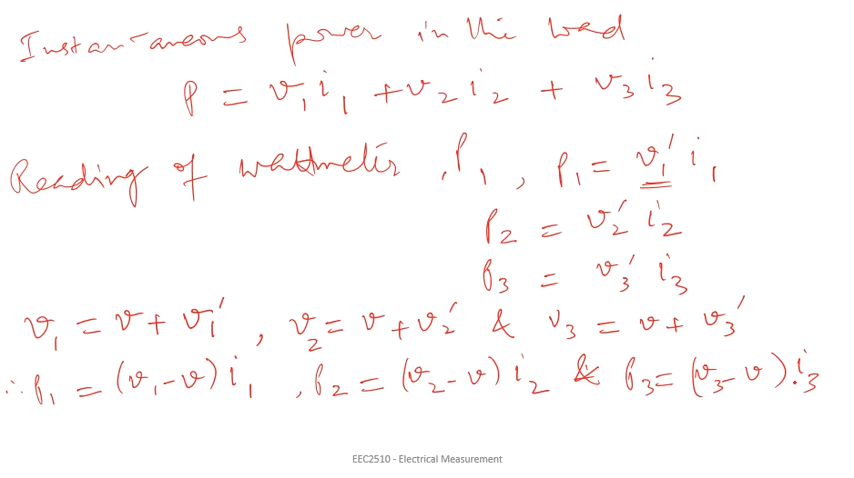 Instantaneous power in the load
p = v₁i₁ + v₂i₂ + v₃i₃
Reading of wattmeter, P₁, p₁ = v₁′ i₁
p₂ = v₂′ i₂
p₃ = v₃′ i₃
v₁ = v + v₁′, v₂ = v + v₂′ & v₃ = v + v₃′
∴ p₁ = (v₁ - v) i₁, p₂ = (v₂ - v) i₂ & p₃ = (v₃ - v).i₃
EEC2510 - Electrical Measurement